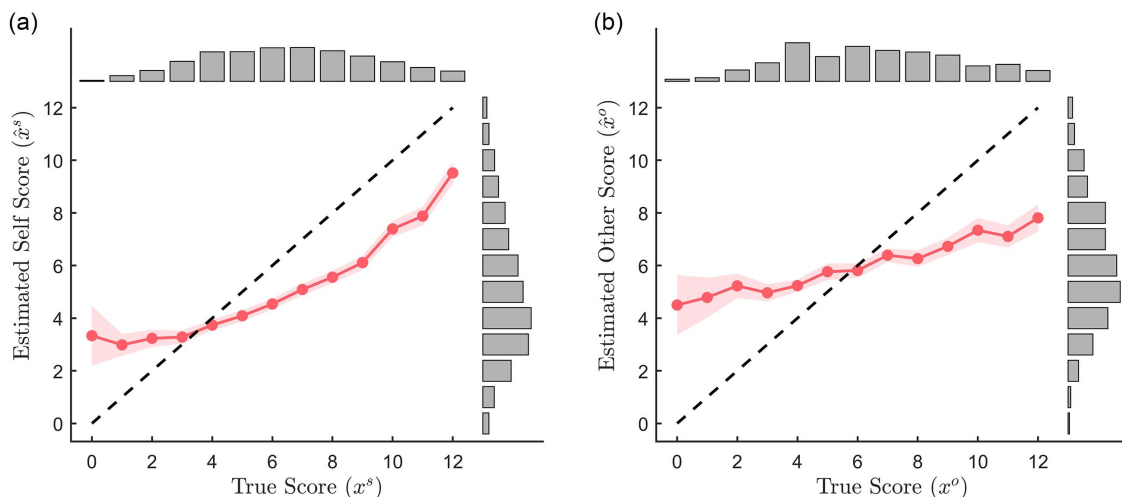 (a)
Estimated Self Score (x̂ˢ)
12
10
8
6
4
2
0
0 2 4 6 8 10 12
True Score (xˢ)
(b)
Estimated Other Score (x̂ᵒ)
12
10
8
6
4
2
0
0 2 4 6 8 10 12
True Score (xᵒ)